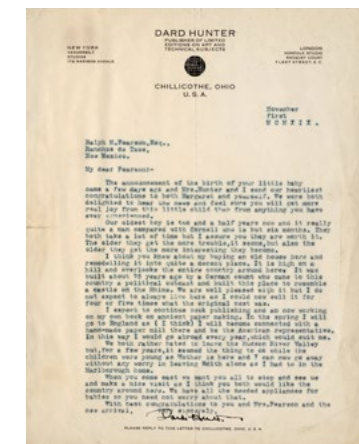 DARD HUNTER
PUBLISHER OF LIMITED
EDITIONS ON ART AND
TECHNICAL SUBJECTS
NEW YORK
VANDERBILT
STUDIOS
LONDON
NORFOLK STUDIO
RACQUET COURT
FLEET STREET, E.C.
CHILLICOTHE, OHIO
U. S. A.
November
First
MCMXIX.
Ralph M. Pearson, Esq.,
Ranchos de Taos,
New Mexico.
My dear Pearson:-
The announcement of the birth of your little baby
came a few days ago and Mrs. Hunter and I send our heartiest
congratulations to both Margaret and yourself. We were both
delighted to hear the news and feel sure you will get more
real joy from this little child than from anything you have
ever experienced.
Our oldest boy is two and a half years now and it really
quite a man compared with Cornell who is but six months. They
both take a lot of time but I assure you they are worth it.
The older they get the more trouble, it seems, but also the
older they get the more interesting they become.
I think you knew about my buying an old house here and
remodelling it into quite a decent place. It is high on a
hill and overlooks the entire country around here. It was
built about 70 years ago by a German count who came to this
country a political outcast and built this place to resemble
a castle on the Rhine. We are well pleased with it but I do
not expect to always live here as I could now sell it for
four or five times what the original cost was.
I expect to continue book publishing and am now working
on my own book on ancient paper making. In the spring I will
go to England as I (I think) I will become connected with a
hand-made paper mill there and be the American representative.
In this way I would go abroad every year, which would suit me.
We both rather hated to leave the Hudson River Valley
but, for a few years, it seemed the thing to do while the
children were young as Mother is here and I can now go away
without any worry in leaving Edith alone as I had to in the
Marlborough home.
When you come east we want you all to stop and see us
and make a nice visit as I think you both would like the
country around here. We have all the needed appliances for
babies so you need not worry about that.
With best congratulations to you and Mrs. Pearson and the
new arrival, sincerely,
Dard Hunter.
PLEASE REPLY TO THIS LETTER TO CHILLICOTHE, OHIO, U. S. A.